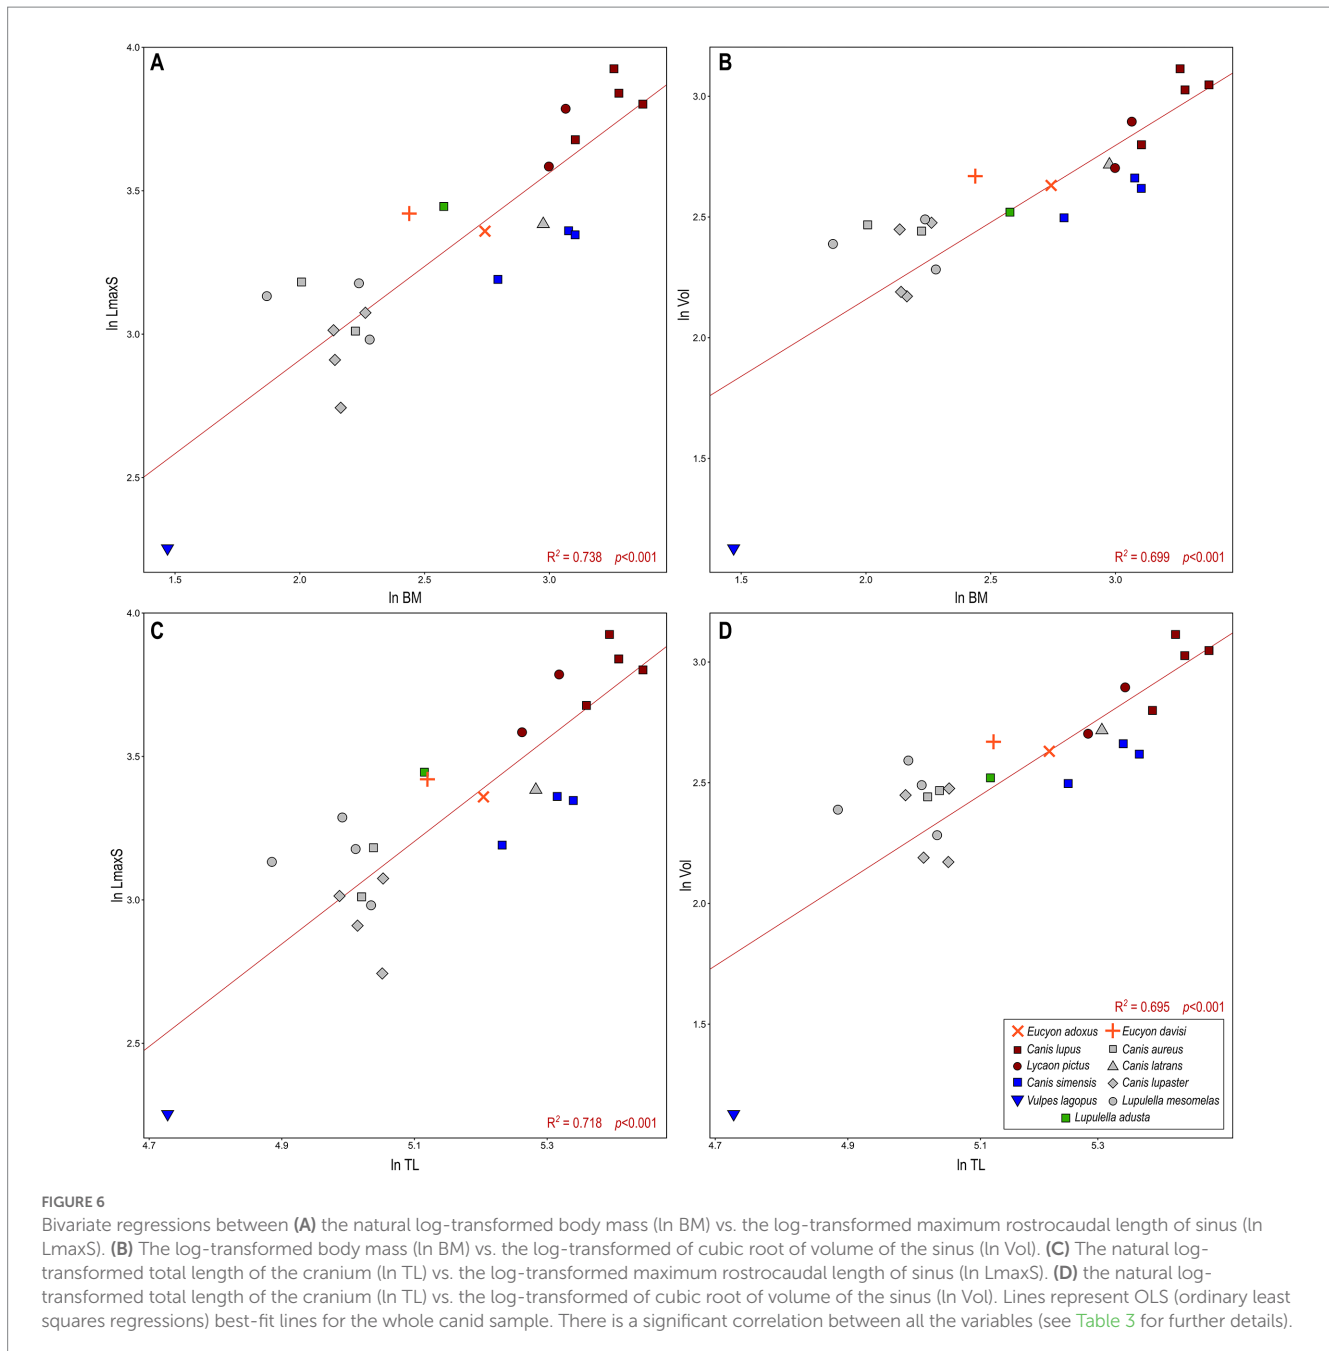 A
4.0
3.5
3.0
2.5
ln LmaxS
1.5
2.0
2.5
3.0
ln BM
R² = 0.738 p<0.001
B
3.0
2.5
2.0
1.5
ln Vol
1.5
2.0
2.5
3.0
ln BM
R² = 0.699 p<0.001
C
4.0
3.5
3.0
2.5
ln LmaxS
4.7
4.9
5.1
5.3
ln TL
R² = 0.718 p<0.001
D
3.0
2.5
2.0
1.5
ln Vol
4.7
4.9
5.1
5.3
ln TL
R² = 0.695 p<0.001
Eucyon adoxus Eucyon davisi
Canis lupus Canis aureus
Lycaon pictus Canis latrans
Canis simensis Canis lupaster
Vulpes lagopus Lupulella mesomelas
Lupulella adusta
FIGURE 6
Bivariate regressions between (A) the natural log-transformed body mass (ln BM) vs. the log-transformed maximum rostrocaudal length of sinus (ln
LmaxS). (B) The log-transformed body mass (ln BM) vs. the log-transformed of cubic root of volume of the sinus (ln Vol). (C) The natural log-
transformed total length of the cranium (ln TL) vs. the log-transformed maximum rostrocaudal length of sinus (ln LmaxS). (D) the natural log-
transformed total length of the cranium (ln TL) vs. the log-transformed of cubic root of volume of the sinus (ln Vol). Lines represent OLS (ordinary least
squares regressions) best-fit lines for the whole canid sample. There is a significant correlation between all the variables (see Table 3 for further details).